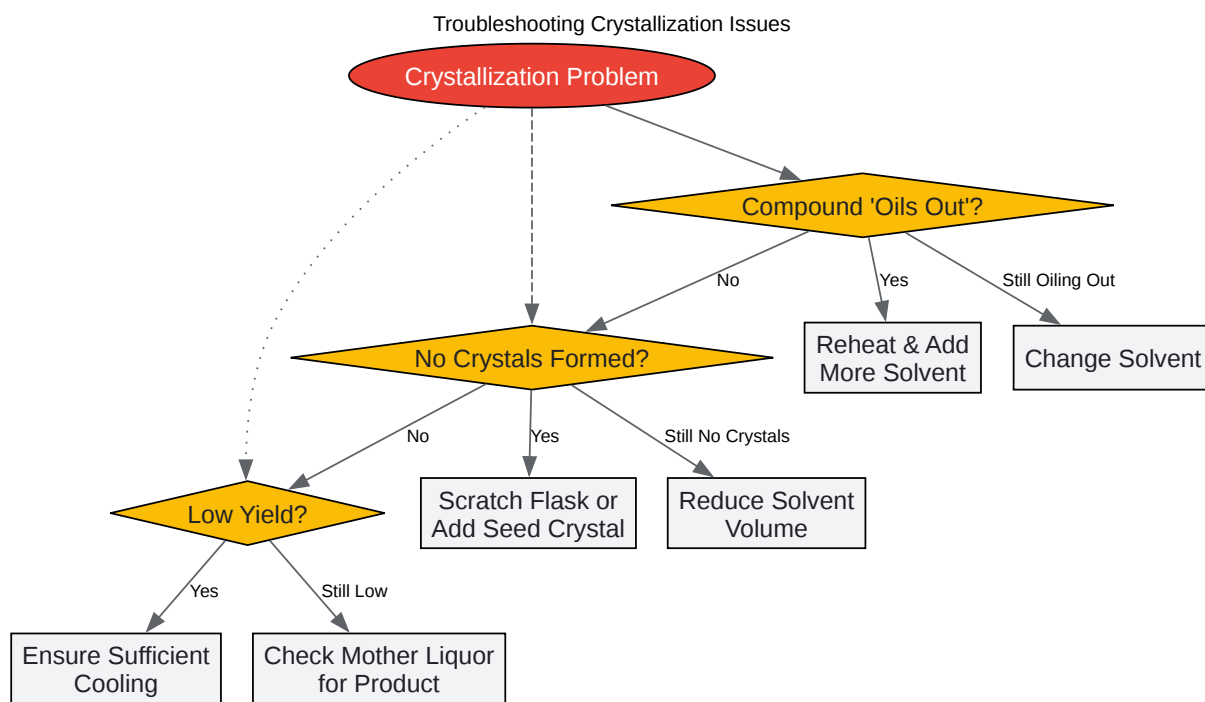 Troubleshooting Crystallization Issues
Crystallization Problem
Compound 'Oils Out'?
No
Yes
Still Oiling Out
No Crystals Formed?
Reheat & Add
More Solvent
Change Solvent
No
Yes
Still No Crystals
Low Yield?
Scratch Flask or
Add Seed Crystal
Reduce Solvent
Volume
Yes
Still Low
Ensure Sufficient
Cooling
Check Mother Liquor
for Product